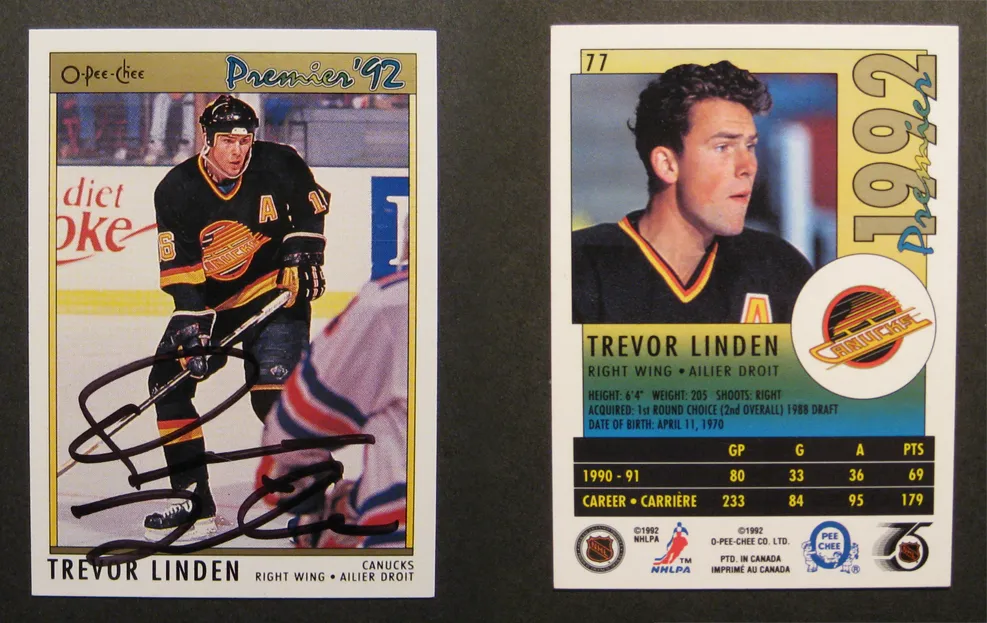 O-Pee-Chee Premier '92
diet
oke
A 1
16
CANUCKS
TREVOR LINDEN
CANUCKS
RIGHT WING • AILIER DROIT
77
1992
Premier
A
CANUCKS
TREVOR LINDEN
RIGHT WING • AILIER DROIT
HEIGHT: 6'4" WEIGHT: 205 SHOOTS: RIGHT
ACQUIRED: 1st ROUND CHOICE (2nd OVERALL) 1988 DRAFT
DATE OF BIRTH: APRIL 11, 1970
GP G A PTS
1990 - 91 80 33 36 69
CAREER • CARRIÈRE 233 84 95 179
©1992
NHLPA
NHLPA
©1992
O-PEE-CHEE CO. LTD.
PTD. IN CANADA
IMPRIMÉ AU CANADA
PEE
CHEE
75